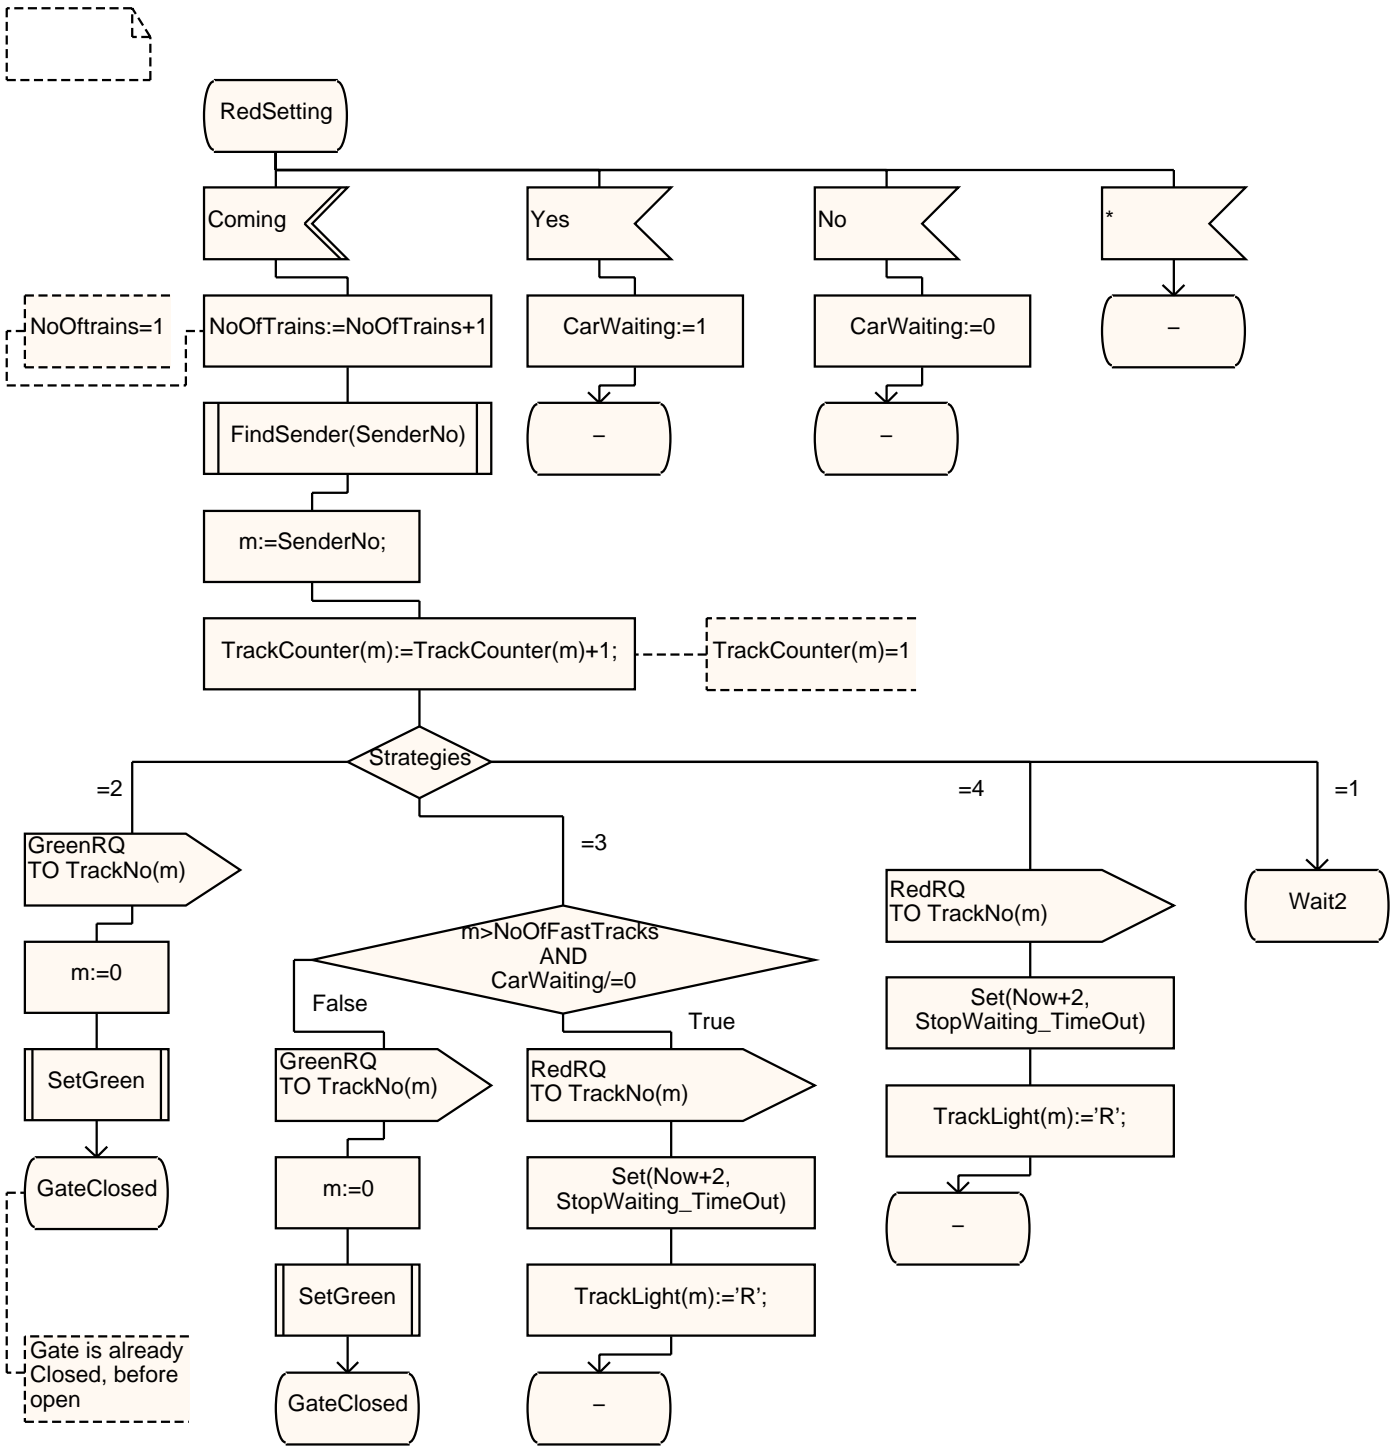 RedSetting
Coming
Yes
No
*
NoOftrains=1
NoOfTrains:=NoOfTrains+1
CarWaiting:=1
CarWaiting:=0
–
FindSender(SenderNo)
–
–
m:=SenderNo;
TrackCounter(m):=TrackCounter(m)+1;
TrackCounter(m)=1
Strategies
=2
=3
=4
=1
GreenRQ
TO TrackNo(m)
m:=0
SetGreen
GateClosed
Gate is already
Closed, before
open
m>NoOfFastTracks
AND
CarWaiting/=0
False
True
GreenRQ
TO TrackNo(m)
m:=0
SetGreen
GateClosed
RedRQ
TO TrackNo(m)
Set(Now+2,
StopWaiting_TimeOut)
TrackLight(m):=’R’;
–
RedRQ
TO TrackNo(m)
Set(Now+2,
StopWaiting_TimeOut)
TrackLight(m):=’R’;
–
Wait2